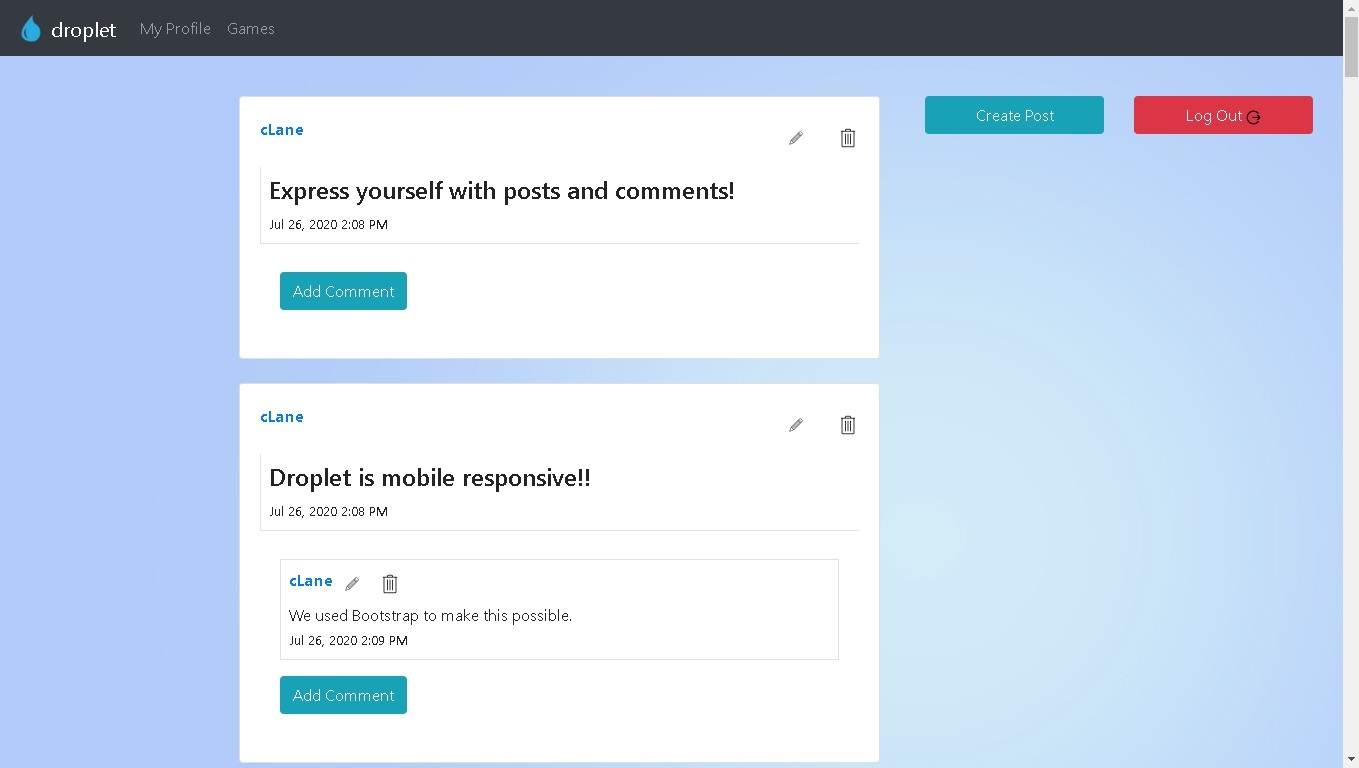 droplet My Profile Games
cLane
Create Post
Log Out
Express yourself with posts and comments!
Jul 26, 2020 2:08 PM
Add Comment
cLane
Droplet is mobile responsive!!
Jul 26, 2020 2:08 PM
cLane
We used Bootstrap to make this possible.
Jul 26, 2020 2:09 PM
Add Comment